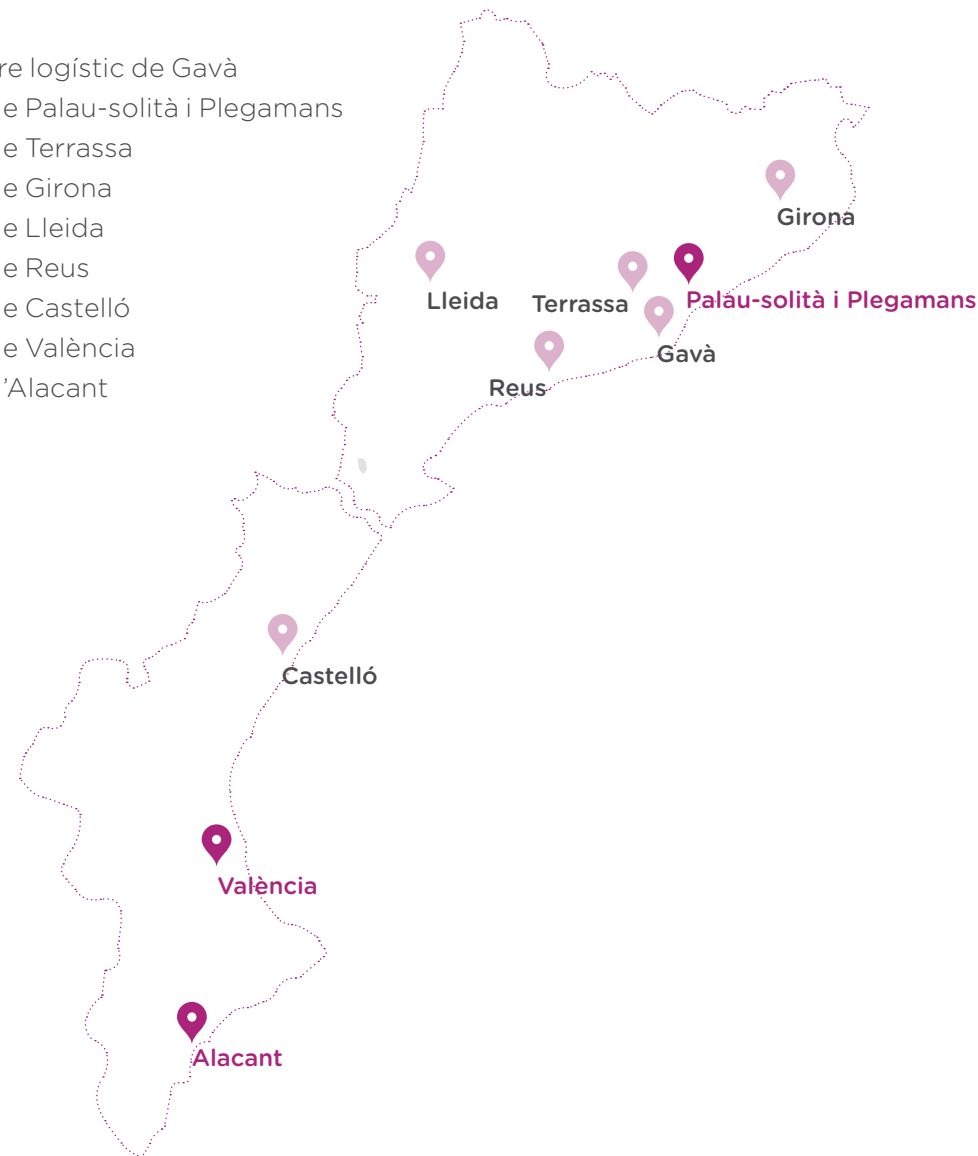 re logístic de Gavà
e Palau-solità i Plegamans
e Terrassa
e Girona
e Lleida
e Reus
e Castelló
e València
’Alacant
Girona
Lleida
Terrassa
Palau-solità i Plegamans
Gavà
Reus
Castelló
València
Alacant